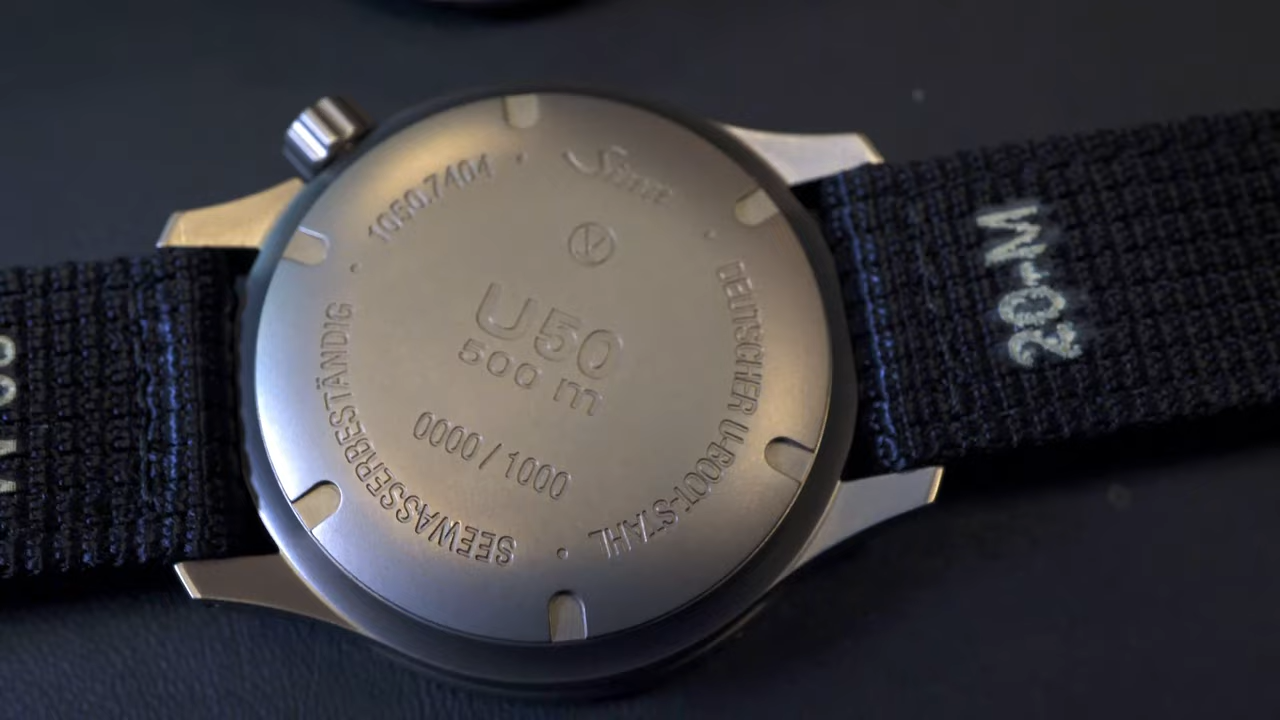 Sinn
1050.7404
U50
500 m
0000 / 1000
DEUTSCHER U-BOOT-STAHL
SEEWASSERBESTÄNDIG
20-M